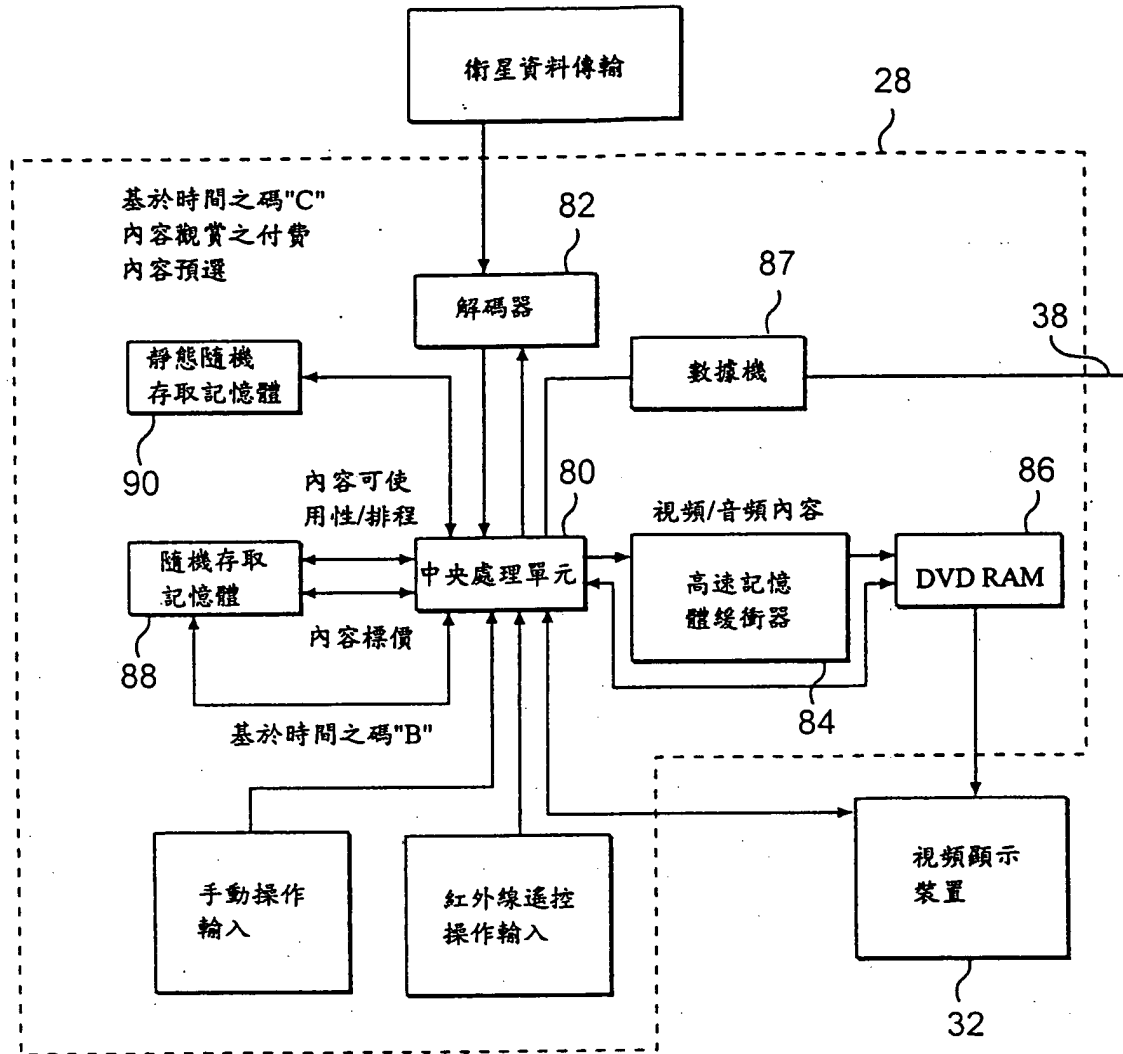 衛星資料傳輸
28
基於時間之碼"C"
內容觀賞之付費
內容預選
82
解碼器
87
數據機
38
靜態隨機
存取記憶體
90
內容可使
用性/排程
80
視頻/音頻內容
86
隨機存取
記憶體
中央處理單元
高速記憶
體緩衝器
DVD RAM
88
內容標價
84
基於時間之碼"B"
手動操作
輸入
紅外線遙控
操作輸入
視頻顯示
裝置
32